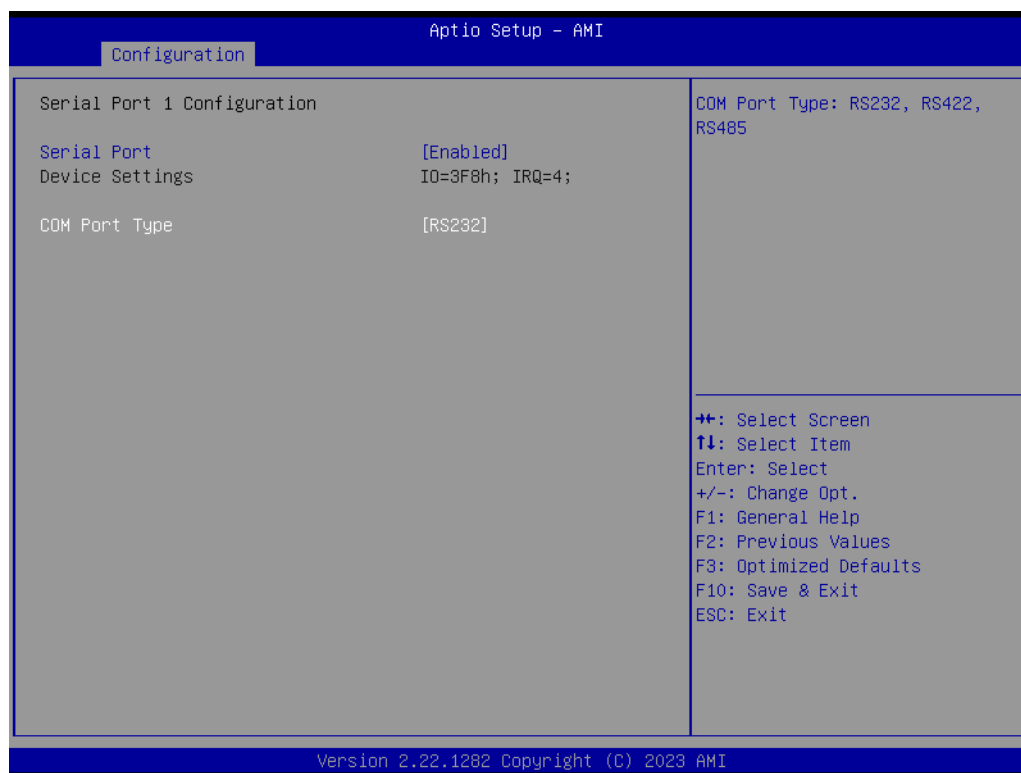 Aptio Setup – AMI
Configuration
Serial Port 1 Configuration
Serial Port [Enabled]
Device Settings IO=3F8h; IRQ=4;
COM Port Type [RS232]
COM Port Type: RS232, RS422,
RS485
→←: Select Screen
↑↓: Select Item
Enter: Select
+/-: Change Opt.
F1: General Help
F2: Previous Values
F3: Optimized Defaults
F10: Save & Exit
ESC: Exit
Version 2.22.1282 Copyright (C) 2023 AMI